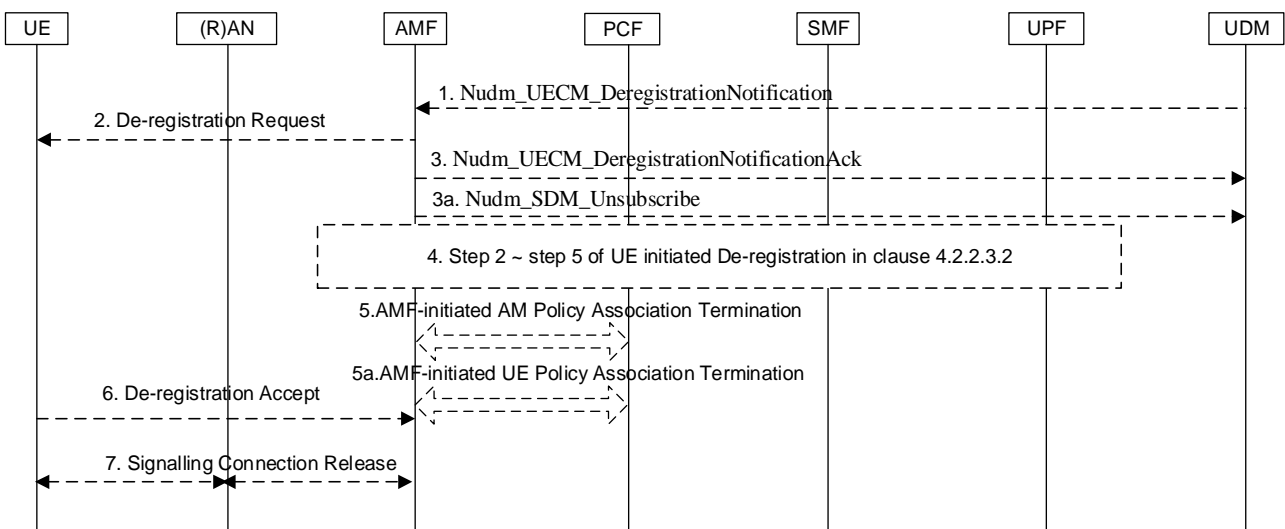 UE (R)AN AMF PCF SMF UPF UDM
1. Nudm_UECM_DeregistrationNotification
2. De-registration Request
3. Nudm_UECM_DeregistrationNotificationAck
3a. Nudm_SDM_Unsubscribe
4. Step 2 ~ step 5 of UE initiated De-registration in clause 4.2.2.3.2
5.AMF-initiated AM Policy Association Termination
5a.AMF-initiated UE Policy Association Termination
6. De-registration Accept
7. Signalling Connection Release